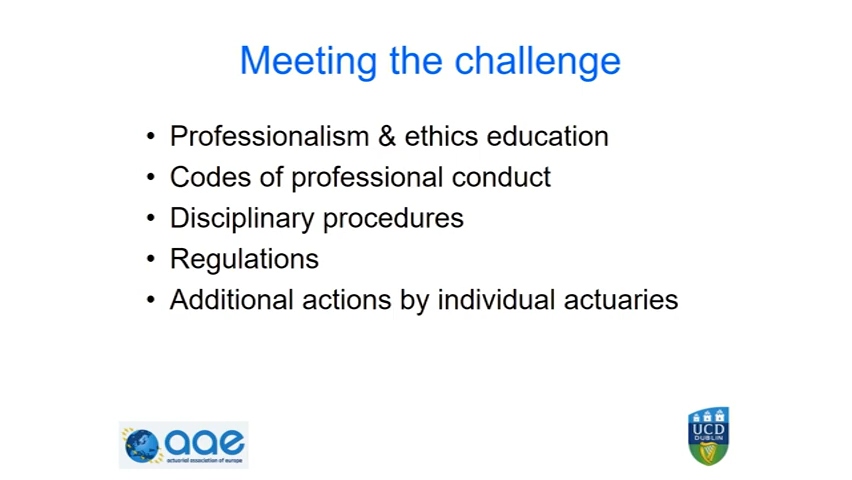 Meeting the challenge
• Professionalism & ethics education
• Codes of professional conduct
• Disciplinary procedures
• Regulations
• Additional actions by individual actuaries
aae
actuarial association of europe
UCD
DUBLIN